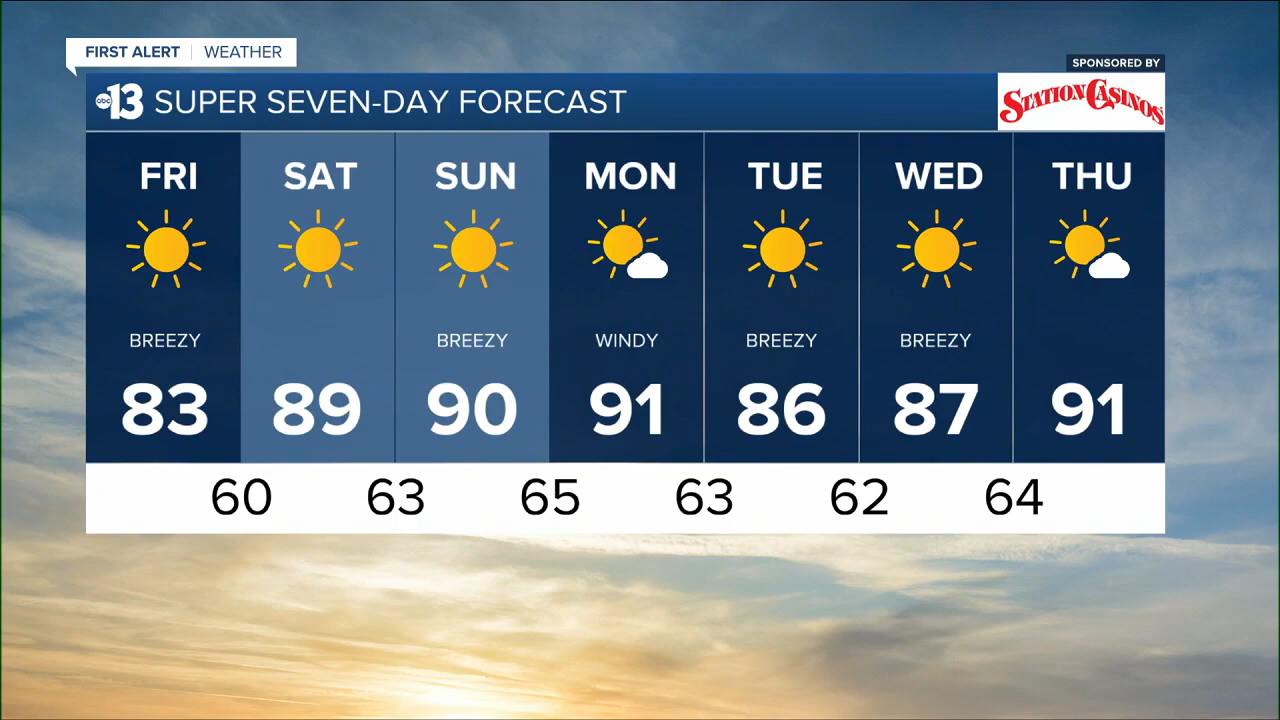 FIRST ALERT | WEATHER
SPONSORED BY
abc 13 SUPER SEVEN-DAY FORECAST
STATION CASINOS
FRI SAT SUN MON TUE WED THU
BREEZY BREEZY WINDY BREEZY BREEZY
83 89 90 91 86 87 91
60 63 65 63 62 64